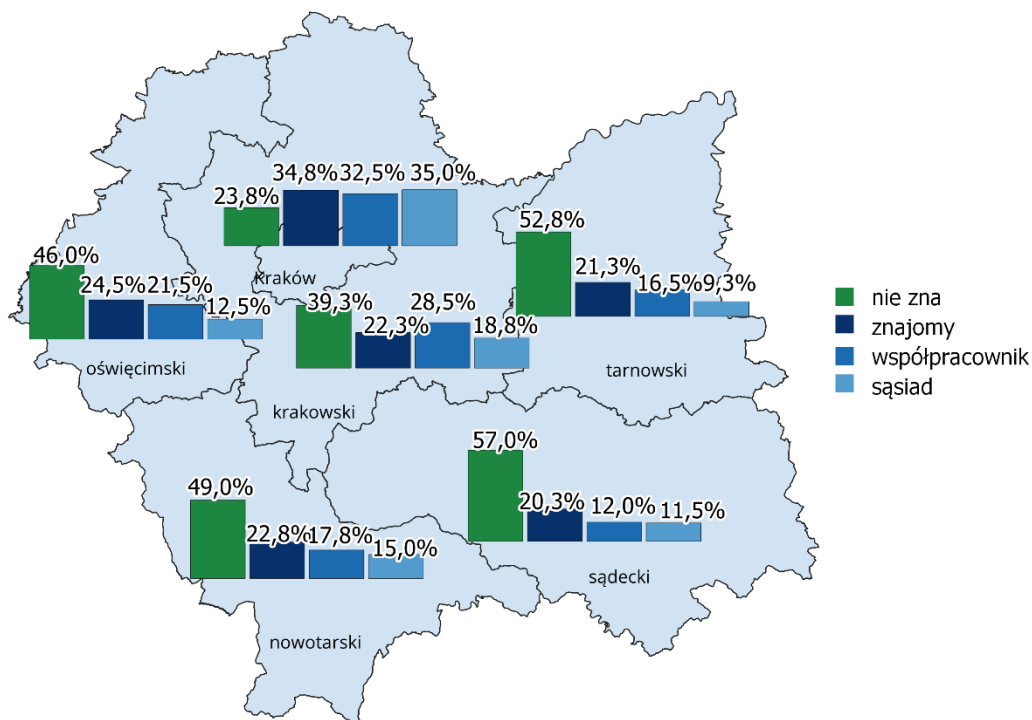 34,8% 32,5% 35,0%
23,8%
Kraków
46,0%
24,5% 21,5%
12,5%
oświęcimski
39,3% 28,5%
22,3% 18,8%
krakowski
52,8%
21,3% 16,5% 9,3%
tarnowski
nie zna
znajomy
współpracownik
sąsiad
49,0%
22,8% 17,8% 15,0%
nowotarski
57,0%
20,3% 12,0% 11,5%
sądecki